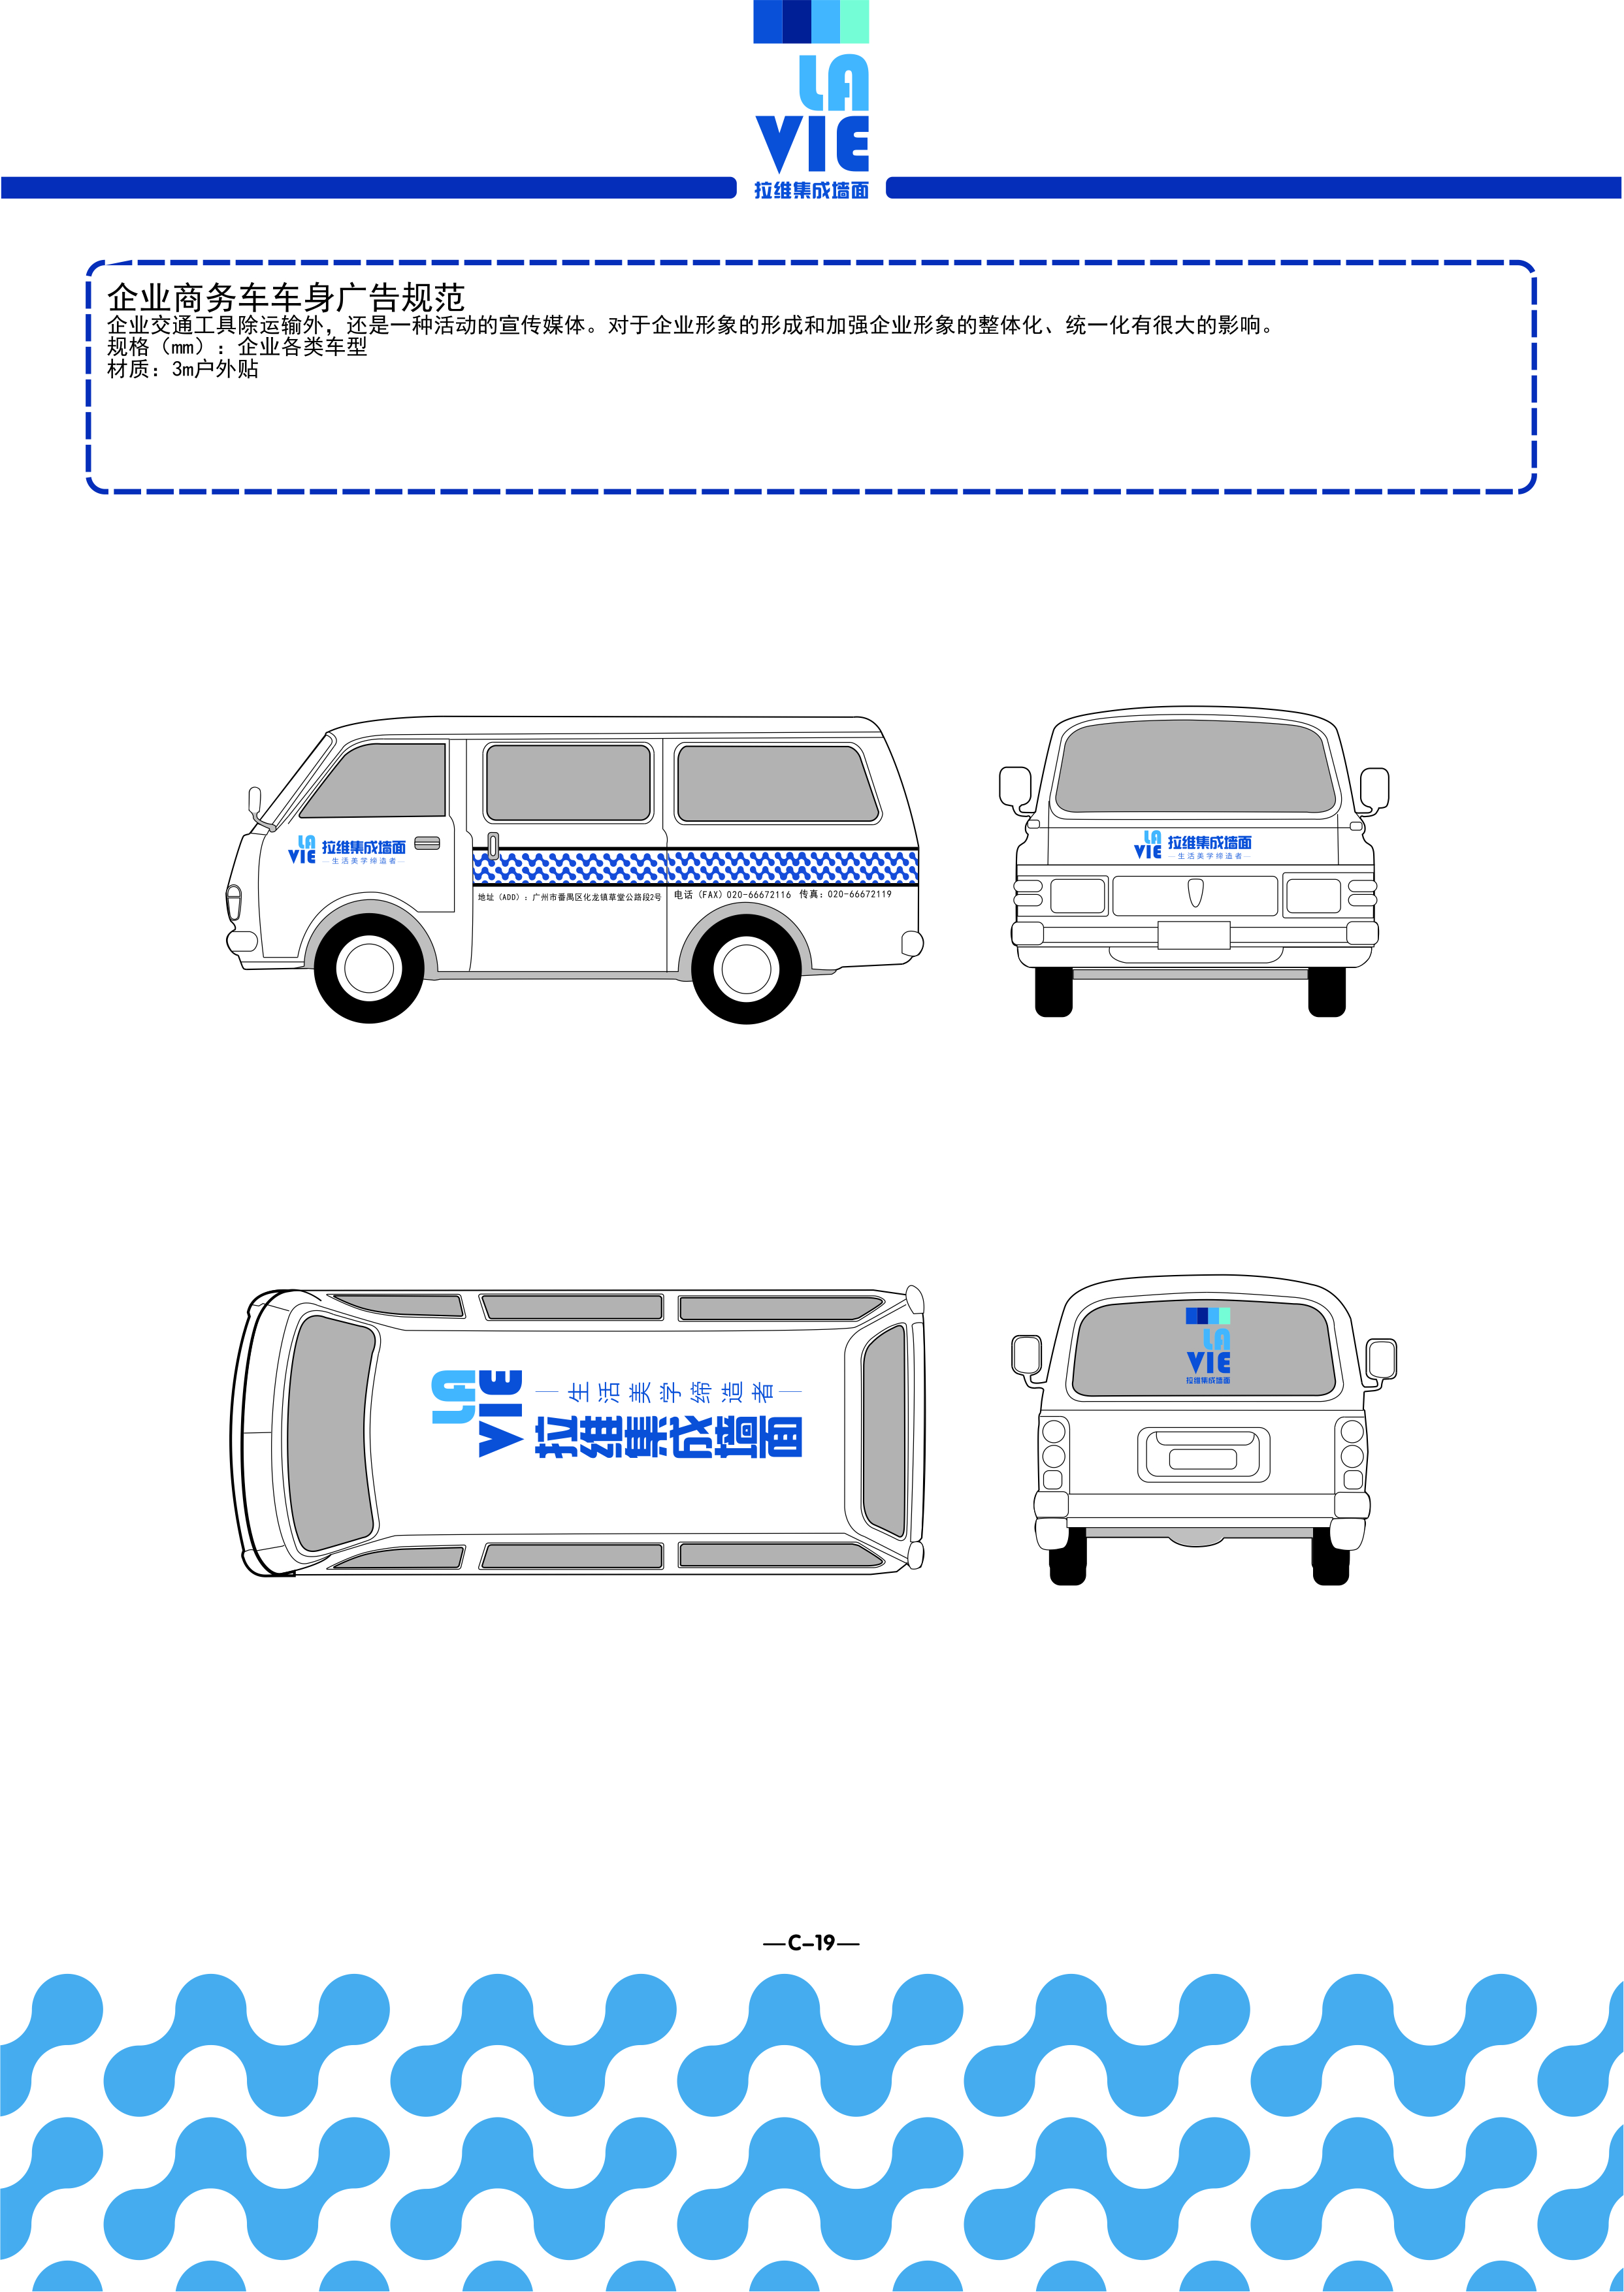 LA
VIE
拉维集成墙面
企业商务车车身广告规范
企业交通工具除运输外，还是一种活动的宣传媒体。对于企业形象的形成和加强企业形象的整体化、统一化有很大的影响。
规格（mm）：企业各类车型
材质：3m户外贴
LA
VIE
拉维集成墙面
生活美学缔造者
地址（ADD）：广州市番禺区化龙镇草堂公路段2号
电话（FAX）020-66672116 传真：020-66672119
LA
VIE
拉维集成墙面
生活美学缔造者
LA
VIE
生活美学缔造者
拉维集成墙面
LA
VIE
拉维集成墙面
—C-19—